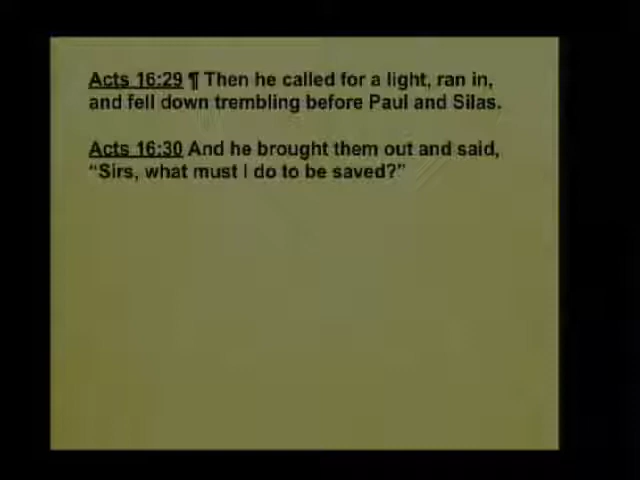 Acts 16:29 ¶ Then he called for a light, ran in,
and fell down trembling before Paul and Silas.
Acts 16:30 And he brought them out and said,
“Sirs, what must I do to be saved?”